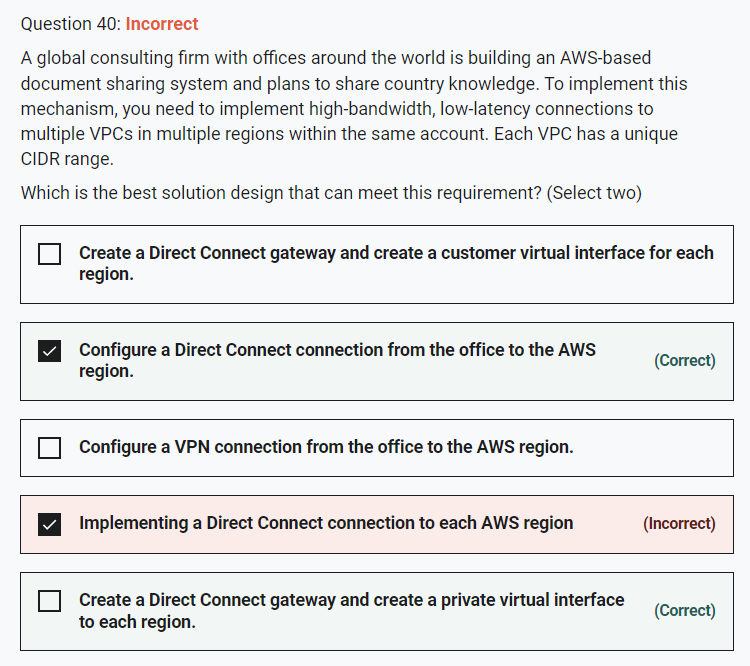 Question 40: Incorrect
A global consulting firm with offices around the world is building an AWS-based
document sharing system and plans to share country knowledge. To implement this
mechanism, you need to implement high-bandwidth, low-latency connections to
multiple VPCs in multiple regions within the same account. Each VPC has a unique
CIDR range.
Which is the best solution design that can meet this requirement? (Select two)
Create a Direct Connect gateway and create a customer virtual interface for each
region.
Configure a Direct Connect connection from the office to the AWS
region.
(Correct)
Configure a VPN connection from the office to the AWS region.
Implementing a Direct Connect connection to each AWS region
(Incorrect)
Create a Direct Connect gateway and create a private virtual interface
to each region.
(Correct)